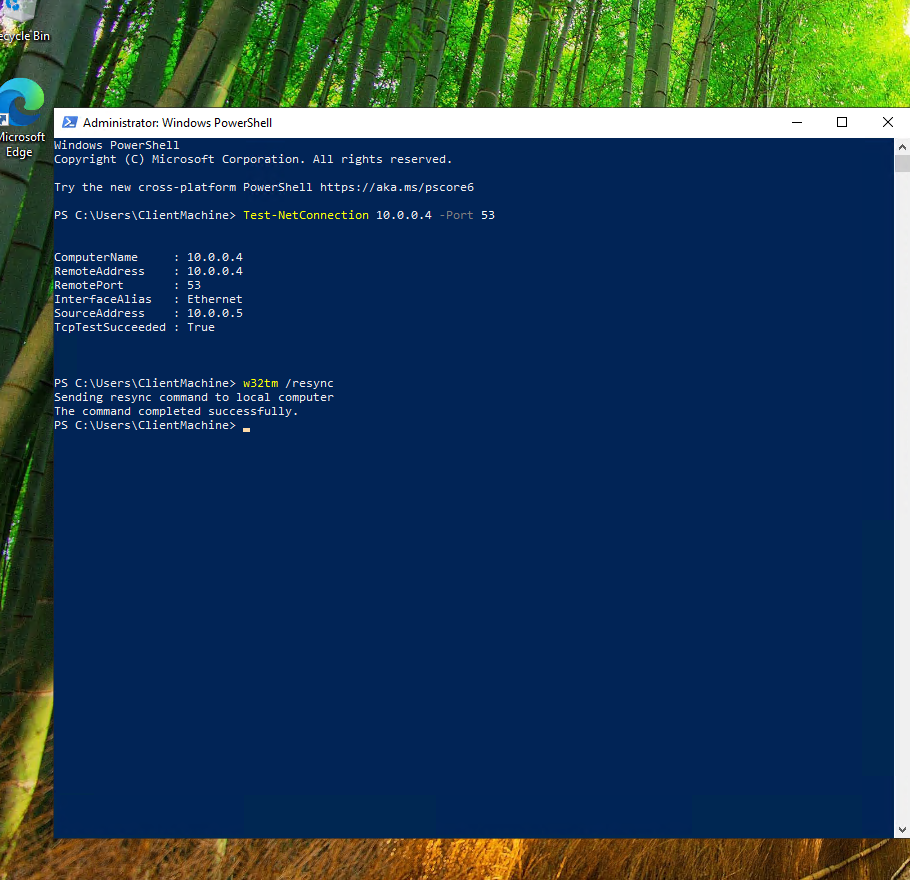 ecycle Bin
Microsoft
Edge
Administrator: Windows PowerShell
Windows PowerShell
Copyright (C) Microsoft Corporation. All rights reserved.
Try the new cross-platform PowerShell https://aka.ms/pscore6
PS C:\Users\ClientMachine> Test-NetConnection 10.0.0.4 -Port 53
ComputerName     : 10.0.0.4
RemoteAddress    : 10.0.0.4
RemotePort       : 53
InterfaceAlias   : Ethernet
SourceAddress    : 10.0.0.5
TcpTestSucceeded : True
PS C:\Users\ClientMachine> w32tm /resync
Sending resync command to local computer
The command completed successfully.
PS C:\Users\ClientMachine>